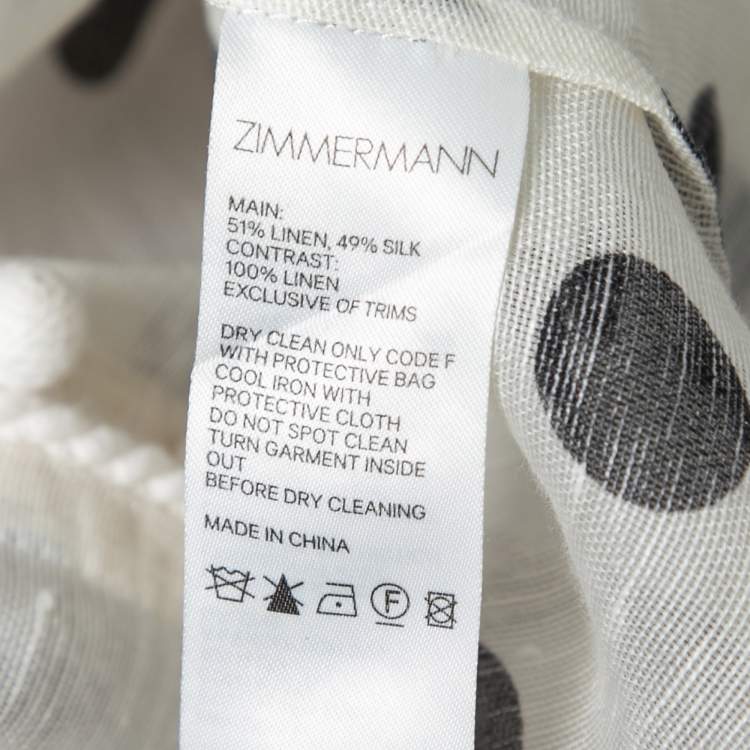 ZIMMERMANN
MAIN:
51% LINEN, 49% SILK
CONTRAST:
100% LINEN
EXCLUSIVE OF TRIMS
DRY CLEAN ONLY CODE F
WITH PROTECTIVE BAG
COOL IRON WITH
PROTECTIVE CLOTH
DO NOT SPOT CLEAN
TURN GARMENT INSIDE
OUT
BEFORE DRY CLEANING
MADE IN CHINA
F